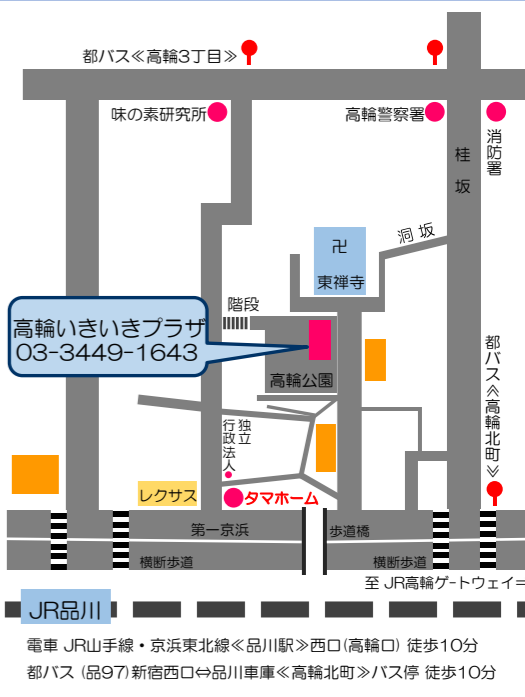 都バス≪高輪3丁目≫
味の素研究所
高輪警察署
消防署
桂坂
洞坂
卍
東禅寺
階段
高輪いきいきプラザ
03-3449-1643
高輪公園
都バス≪高輪北町≫
独立
行政法人
レクサス
タマホーム
第一京浜
歩道橋
横断歩道
横断歩道
至 JR高輪ゲートウェイ=
JR品川
電車 JR山手線・京浜東北線≪品川駅≫西口(高輪口) 徒歩10分
都バス (品97)新宿西口⇔品川車庫≪高輪北町≫バス停 徒歩10分